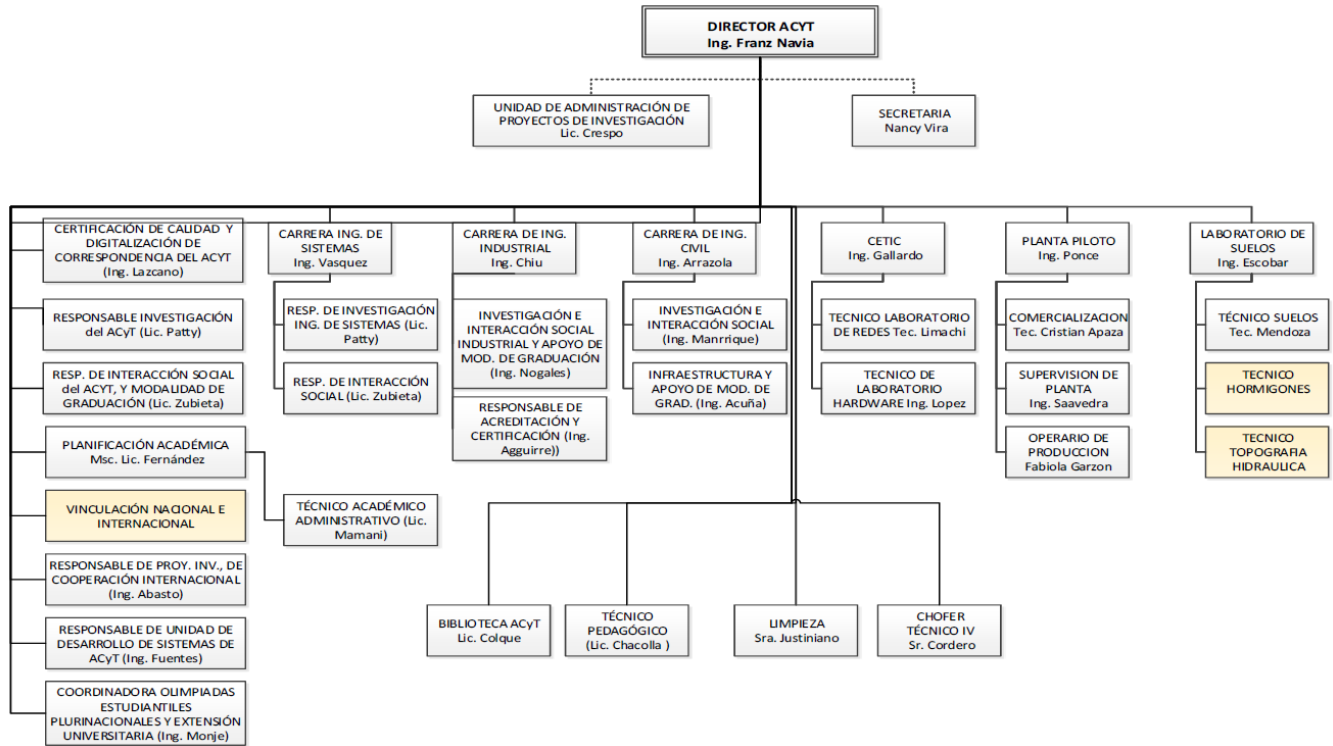 DIRECTOR ACYT
Ing. Franz Navia
UNIDAD DE ADMINISTRACIÓN DE
PROYECTOS DE INVESTIGACIÓN
Lic. Crespo
SECRETARIA
Nancy Vira
CERTIFICACIÓN DE CALIDAD Y
DIGITALIZACIÓN DE
CORRESPONDENCIA DEL ACYT
(Ing. Lazcano)
RESPONSABLE INVESTIGACIÓN
del ACyT (Lic. Patty)
RESP. DE INTERACCIÓN SOCIAL
del ACYT, Y MODALIDAD DE
GRADUACIÓN (Lic. Zubieta)
PLANIFICACIÓN ACADÉMICA
Msc. Lic. Fernández
VINCULACIÓN NACIONAL E
INTERNACIONAL
RESPONSABLE DE PROY. INV., DE
COOPERACIÓN INTERNACIONAL
(Ing. Abasto)
RESPONSABLE DE UNIDAD DE
DESARROLLO DE SISTEMAS DE
ACyT (Ing. Fuentes)
COORDINADORA OLIMPIADAS
ESTUDIANTILES
PLURINACIONALES Y EXTENSIÓN
UNIVERSITARIA (Ing. Monje)
TÉCNICO ACADÉMICO
ADMINISTRATIVO (Lic.
Mamani)
CARRERA ING. DE
SISTEMAS
Ing. Vasquez
RESP. DE INVESTIGACIÓN
ING. DE SISTEMAS (Lic.
Patty)
RESP. DE INTERACCIÓN
SOCIAL (Lic. Zubieta)
CARRERA DE ING.
INDUSTRIAL
Ing. Chiu
INVESTIGACIÓN E
INTERACCIÓN SOCIAL
INDUSTRIAL Y APOYO DE
MOD. DE GRADUACIÓN
(Ing. Nogales)
RESPONSABLE DE
ACREDITACIÓN Y
CERTIFICACIÓN (Ing.
Agguirre))
CARRERA DE ING.
CIVIL
Ing. Arrazola
INVESTIGACIÓN E
INTERACCIÓN SOCIAL
(Ing. Manrrique)
INFRAESTRUCTURA Y
APOYO DE MOD. DE
GRAD. (Ing. Acuña)
CETIC
Ing. Gallardo
TECNICO LABORATORIO
DE REDES Tec. Limachi
TECNICO DE
LABORATORIO
HARDWARE Ing. Lopez
PLANTA PILOTO
Ing. Ponce
COMERCIALIZACION
Tec. Cristian Apaza
SUPERVISION DE
PLANTA
Ing. Saavedra
OPERARIO DE
PRODUCCION
Fabiola Garzon
LABORATORIO DE
SUELOS
Ing. Escobar
TÉCNICO SUELOS
Tec. Mendoza
TECNICO
HORMIGONES
TECNICO
TOPOGRAFIA
HIDRAULICA
BIBLIOTECA ACyT
Lic. Colque
TÉCNICO
PEDAGÓGICO
(Lic. Chacolla )
LIMPIEZA
Sra. Justiniano
CHOFER
TÉCNICO IV
Sr. Cordero